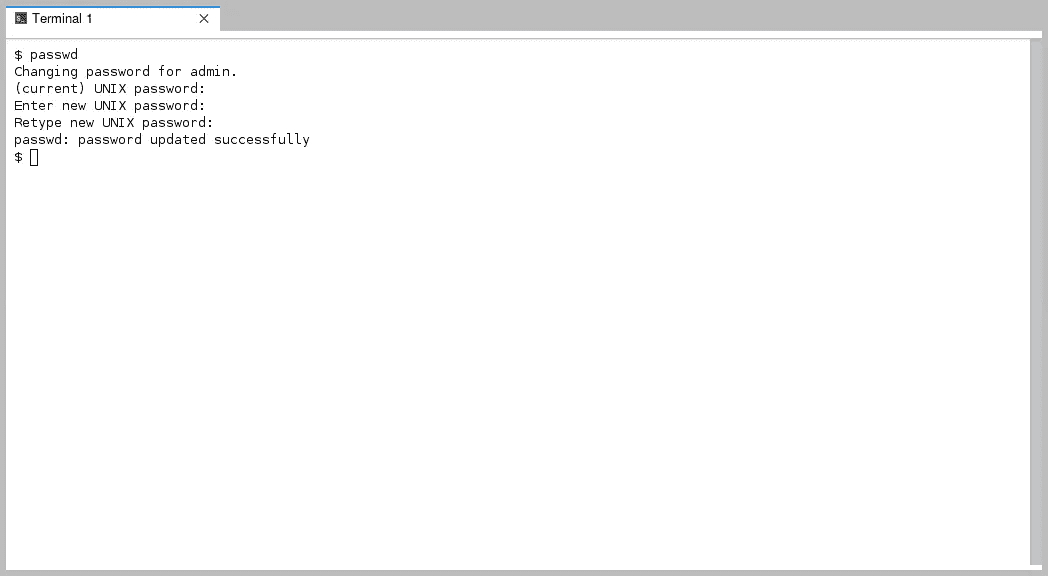 Terminal 1
$ passwd
Changing password for admin.
(current) UNIX password:
Enter new UNIX password:
Retype new UNIX password:
passwd: password updated successfully
$